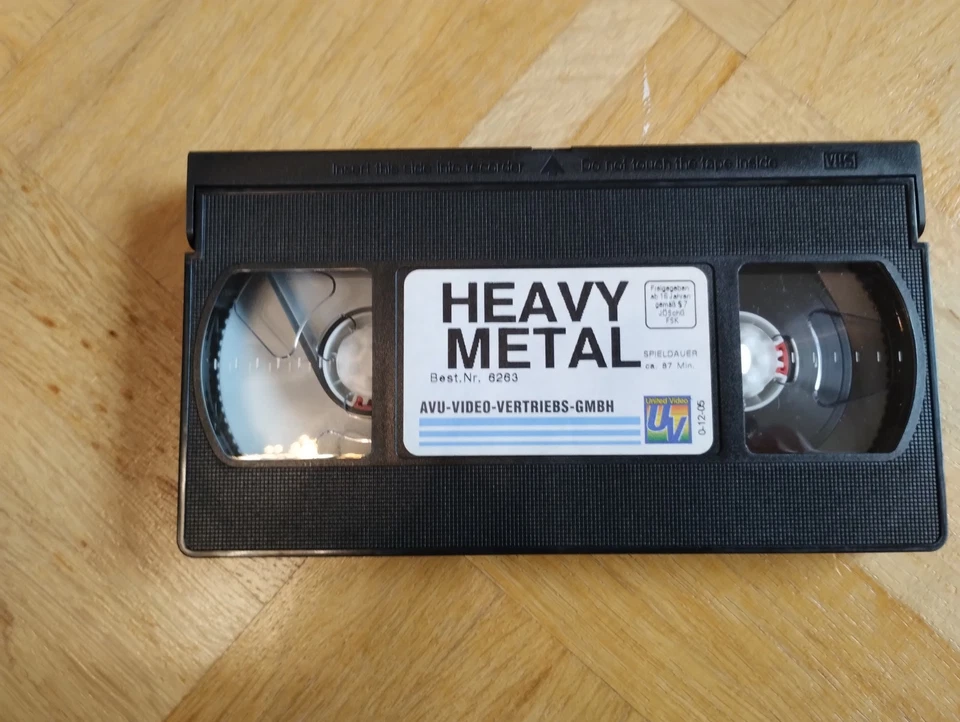 Insert this side into recorder Do not touch the tape inside VHS
HEAVY
METAL
Best.Nr. 6263
Freigegeben
ab 16 Jahren
gemäß § 7
JÖSchG
FSK
SPIELDAUER
ca. 87 Min.
AVU-VIDEO-VERTRIEBS-GMBH
United Video
UV
0-12-05